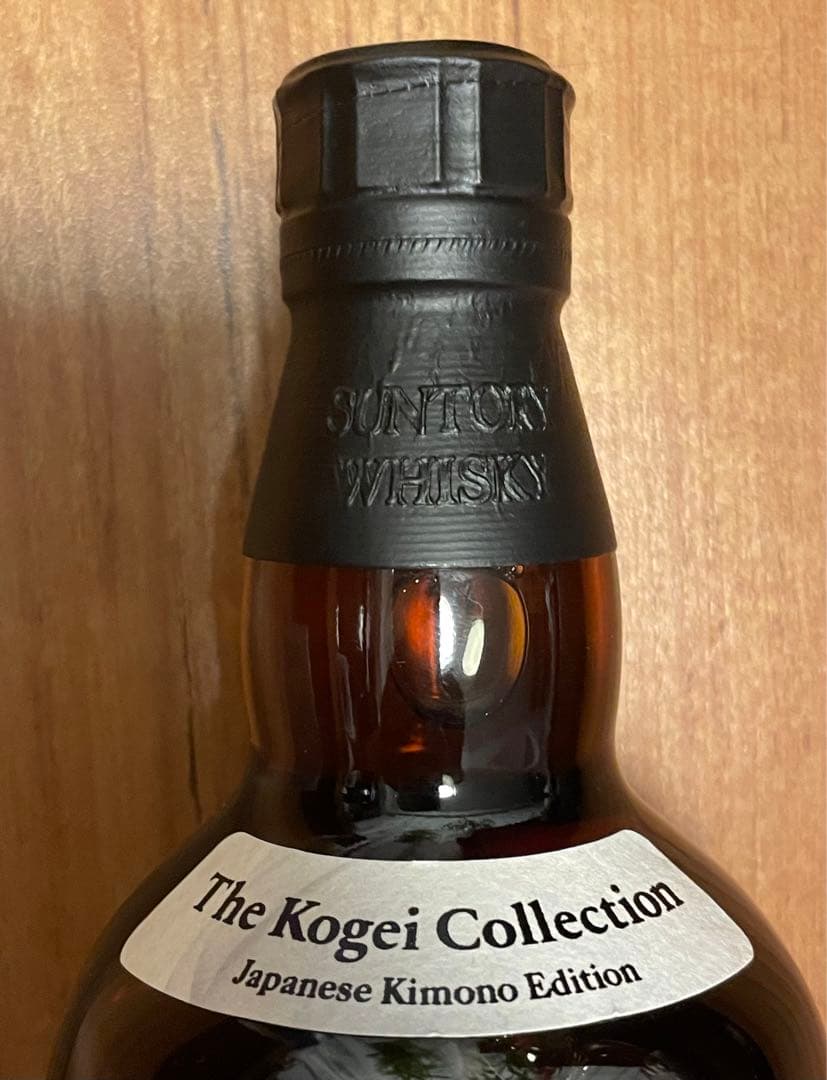 SUNTORY
WHISKY
The Kogei Collection
Japanese Kimono Edition